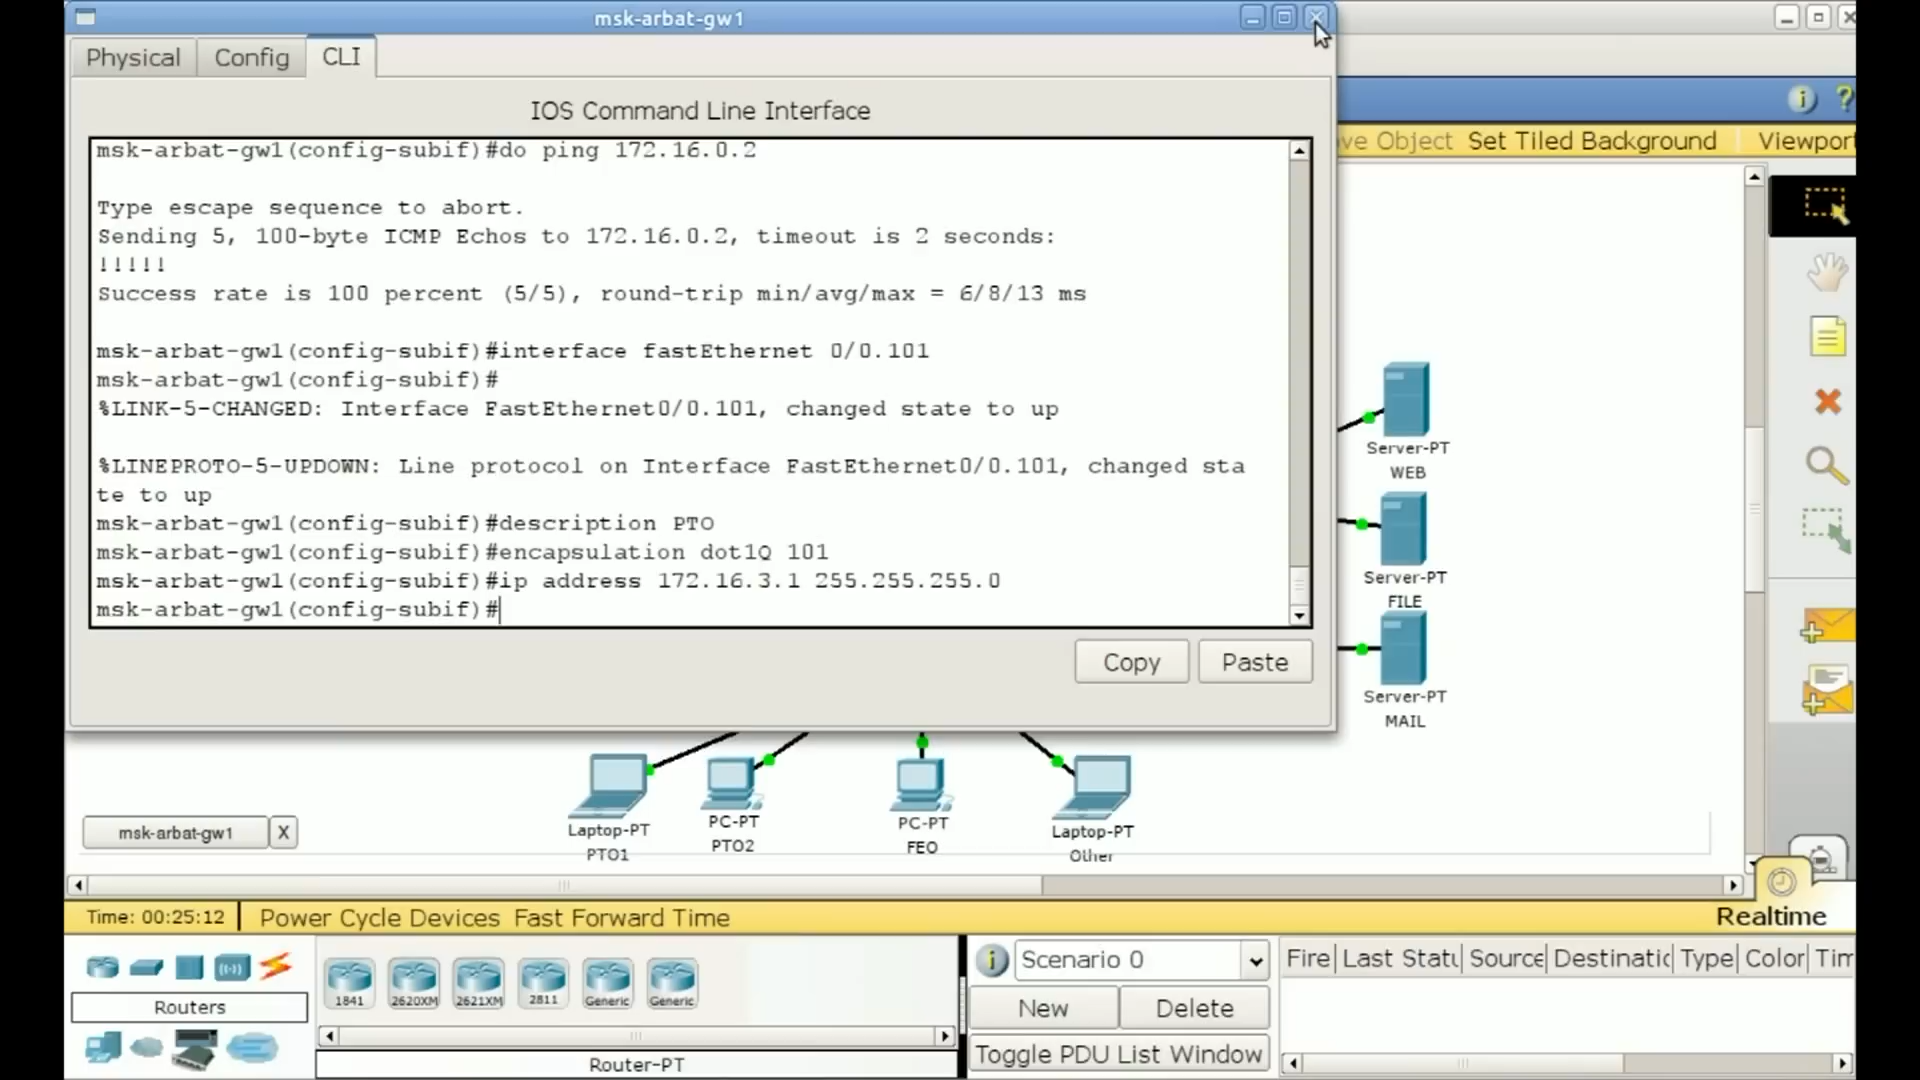 msk-arbat-gw1
Physical
Config
CLI
IOS Command Line Interface
msk-arbat-gw1(config-subif)#do ping 172.16.0.2
Type escape sequence to abort.
Sending 5, 100-byte ICMP Echos to 172.16.0.2, timeout is 2 seconds:
!!!!!
Success rate is 100 percent (5/5), round-trip min/avg/max = 6/8/13 ms
msk-arbat-gw1(config-subif)#interface fastEthernet 0/0.101
msk-arbat-gw1(config-subif)#
%LINK-5-CHANGED: Interface FastEthernet0/0.101, changed state to up
%LINEPROTO-5-UPDOWN: Line protocol on Interface FastEthernet0/0.101, changed sta
te to up
msk-arbat-gw1(config-subif)#description PTO
msk-arbat-gw1(config-subif)#encapsulation dot1Q 101
msk-arbat-gw1(config-subif)#ip address 172.16.3.1 255.255.255.0
msk-arbat-gw1(config-subif)#
Copy
Paste
ve Object
Set Tiled Background
Viewport
Server-PT
WEB
Server-PT
FILE
Server-PT
MAIL
Laptop-PT
PTO1
PC-PT
PTO2
PC-PT
FEO
Laptop-PT
Other
msk-arbat-gw1
X
Time: 00:25:12
Power Cycle Devices
Fast Forward Time
Realtime
Routers
1841
2620XM
2621XM
2811
Generic
Generic
Router-PT
Scenario 0
New
Delete
Toggle PDU List Window
Fire
Last Statu
Source
Destinatic
Type
Color
Tim